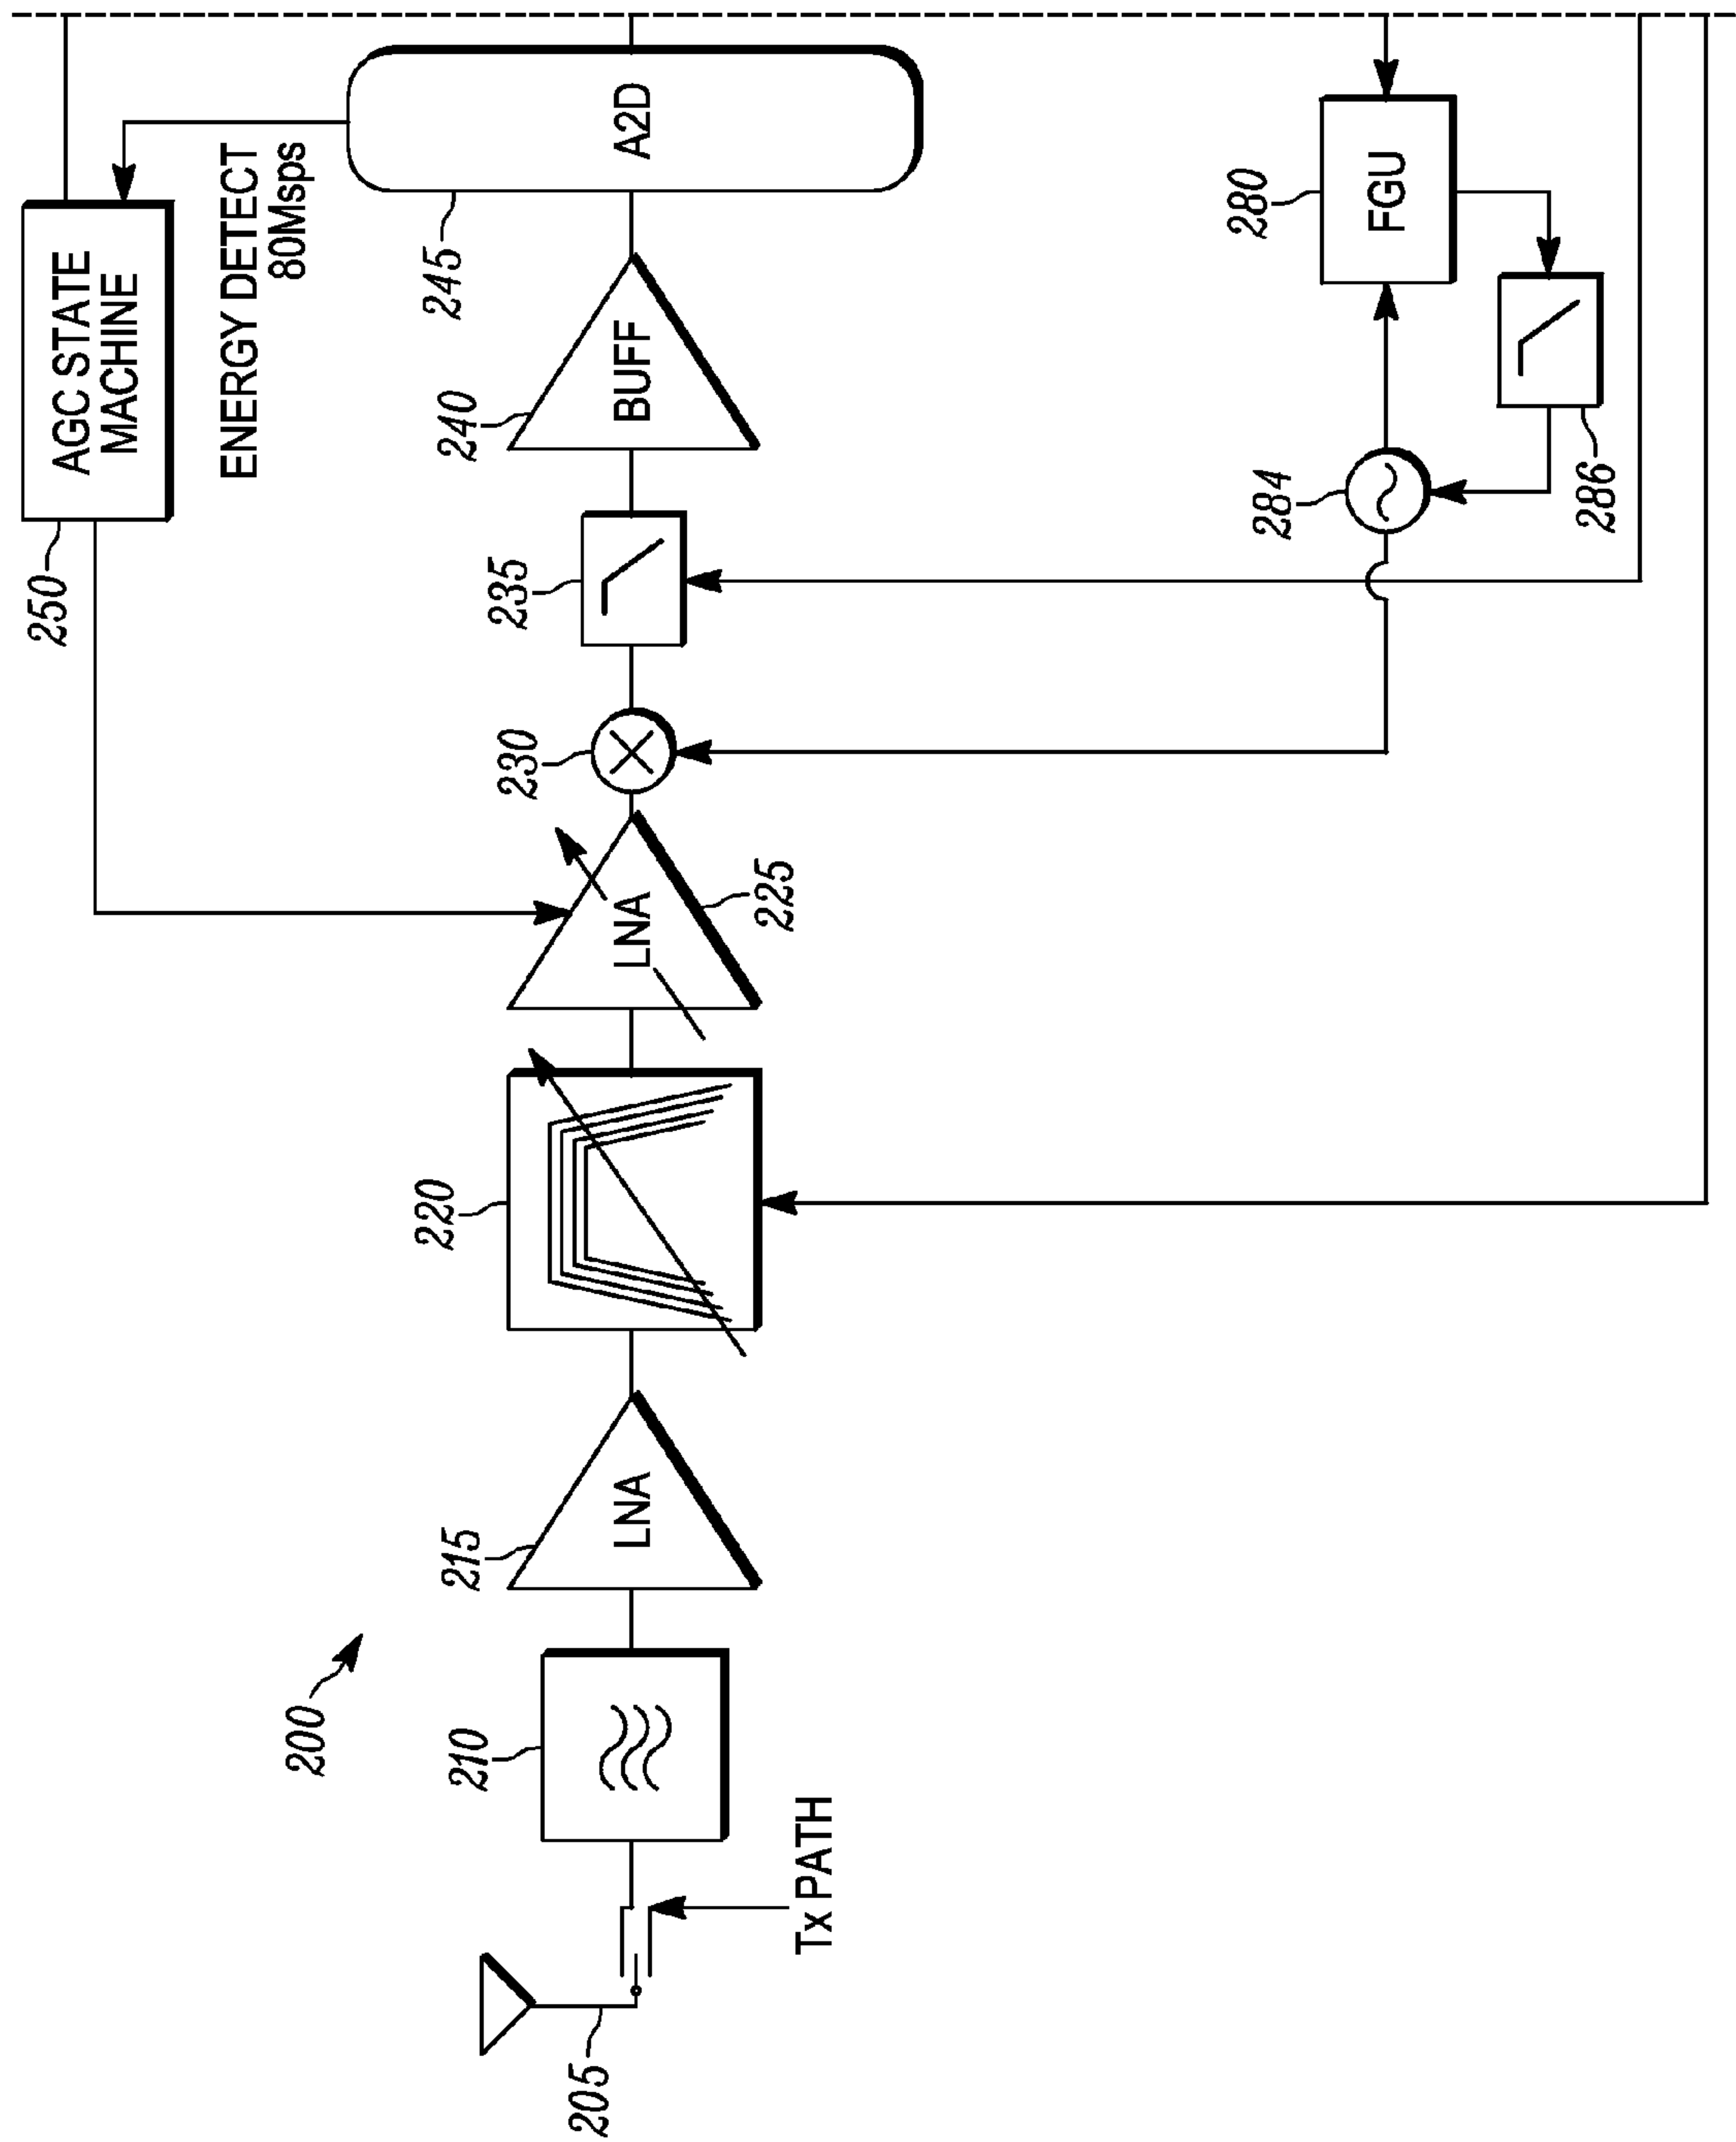 200
205
Tx PATH
210
215
LNA
220
LNA
225
230
235
240
BUFF
245
A2D
250
AGC STATE
MACHINE
ENERGY DETECT
80Msps
280
FGU
284
286